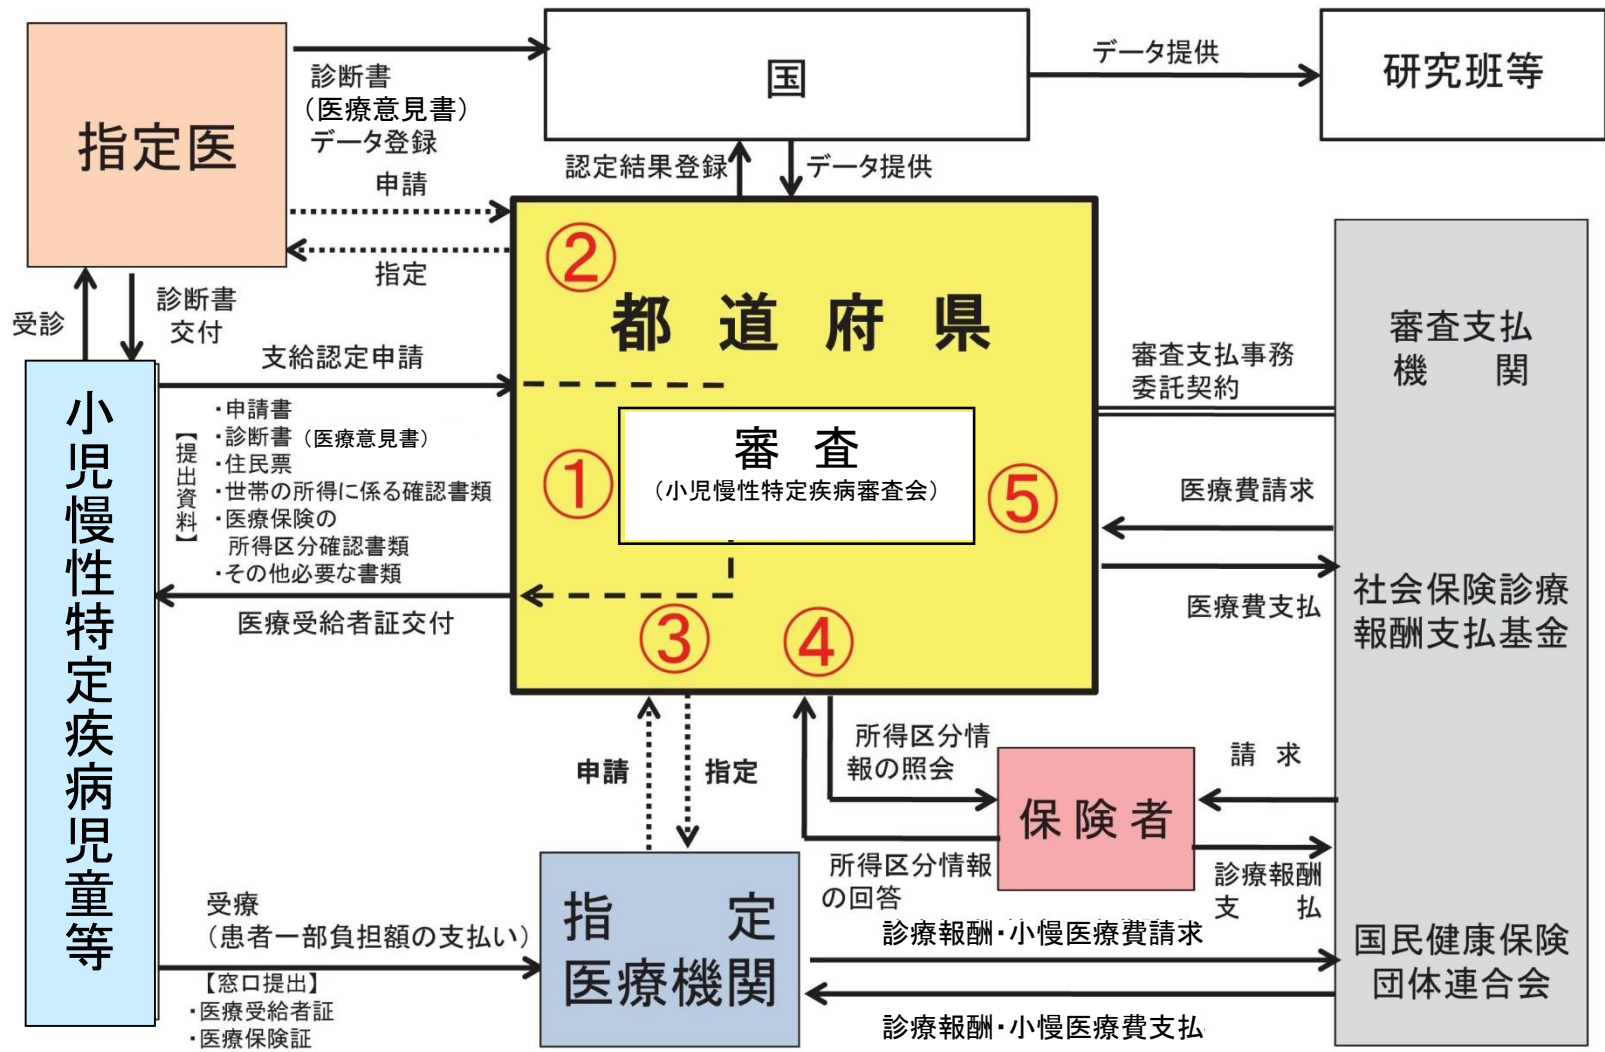 指定医
診断書
（医療意見書）
データ登録
国
データ提供
研究班等
認定結果登録
データ提供
申請
指定
受診
診断書
交付
②
都道府県
支給認定申請
【提出資料】
・申請書
・診断書（医療意見書）
・住民票
・世帯の所得に係る確認書類
・医療保険の
所得区分確認書類
・その他必要な書類
医療受給者証交付
小児慢性特定疾病児童等
①
審査
（小児慢性特定疾病審査会）
⑤
③
④
審査支払事務
委託契約
医療費請求
医療費支払
審査支払
機関
社会保険診療
報酬支払基金
国民健康保険
団体連合会
申請
指定
所得区分情
報の照会
保険者
請求
所得区分情報
の回答
診療報酬
支払
受療
（患者一部負担額の支払い）
【窓口提出】
・医療受給者証
・医療保険証
指定
医療機関
診療報酬・小慢医療費請求
診療報酬・小慢医療費支払